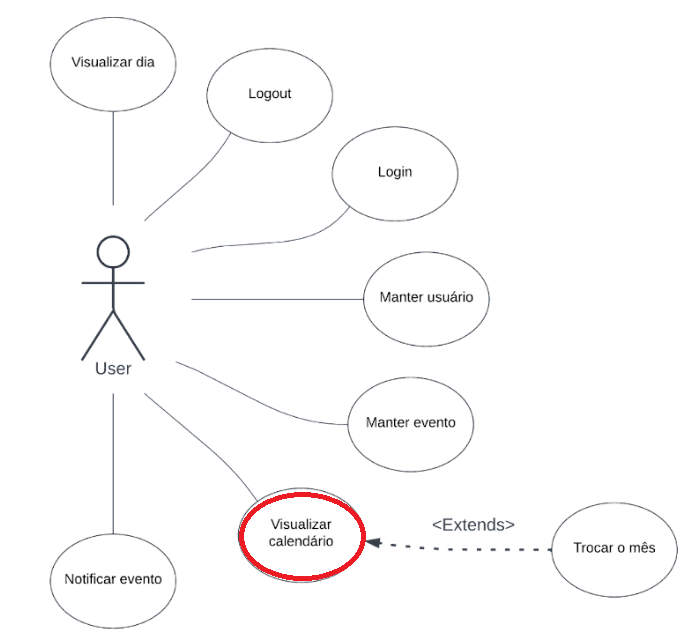 Visualizar dia
Logout
Login
Manter usuário
User
Manter evento
Visualizar
calendário
<Extends>
Trocar o mês
Notificar evento